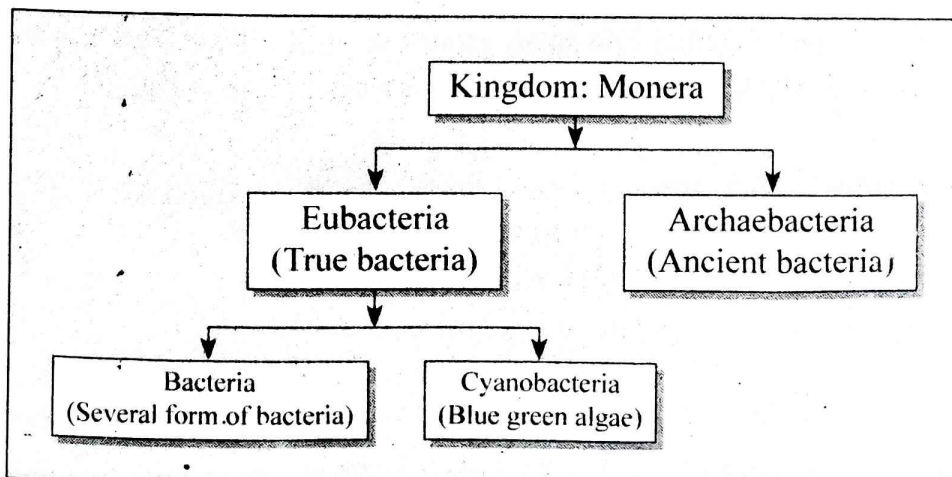 Kingdom: Monera
Eubacteria
(True bacteria)
Archaebacteria
(Ancient bacteria)
Bacteria
(Several form of bacteria)
Cyanobacteria
(Blue green algae)